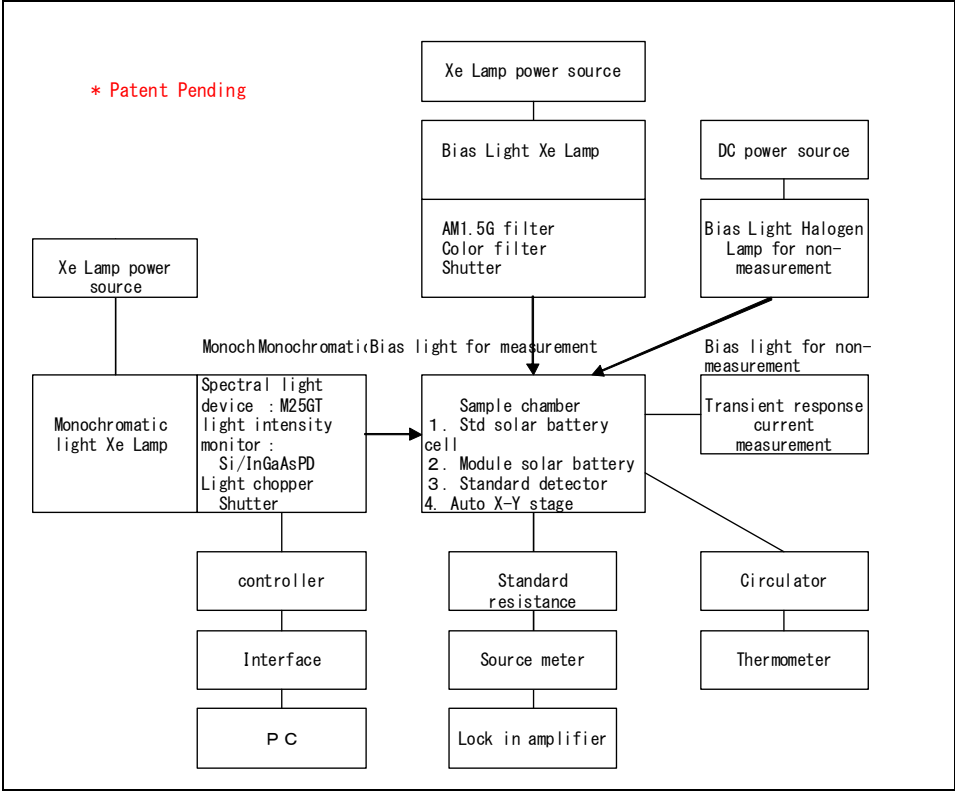 * Patent Pending
Xe Lamp power source
Bias Light Xe Lamp
AM1.5G filter
Color filter
Shutter
DC power source
Bias Light Halogen
Lamp for non-
measurement
Xe Lamp power
source
Monoch Monochromatic Bias light for measurement
Bias light for non-
measurement
Monochromatic
light Xe Lamp
Spectral light
device : M25GT
light intensity
monitor :
Si/InGaAsPD
Light chopper
Shutter
Sample chamber
1. Std solar battery
cell
2. Module solar battery
3. Standard detector
4. Auto X-Y stage
Transient response
current
measurement
controller
Interface
ＰＣ
Standard
resistance
Source meter
Lock in amplifier
Circulator
Thermometer